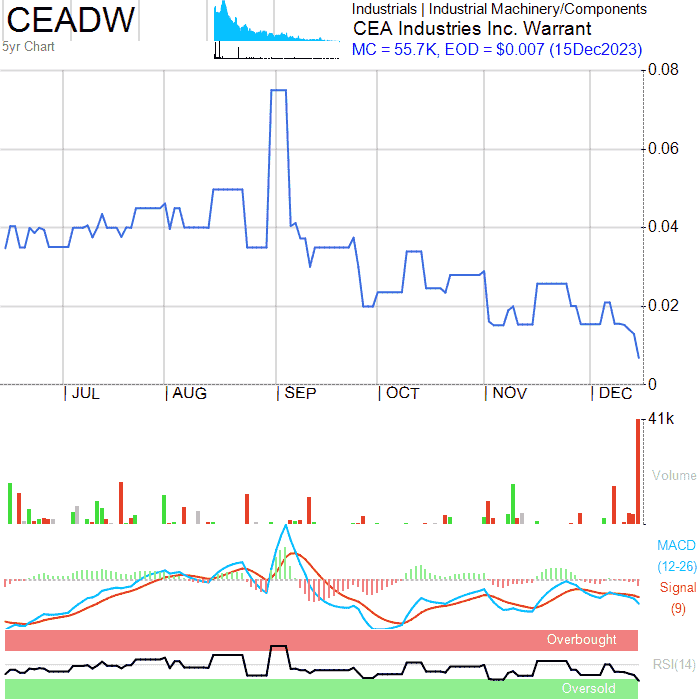 CEADW
5yr Chart
Industrials | Industrial Machinery/Components
CEA Industries Inc. Warrant
MC = 55.7K, EOD = $0.007 (15Dec2023)
0.08
0.06
0.04
0.02
0
| JUL | AUG | SEP | OCT | NOV | DEC
41k
Volume
MACD
(12-26)
Signal
(9)
Overbought
RSI(14)
Oversold